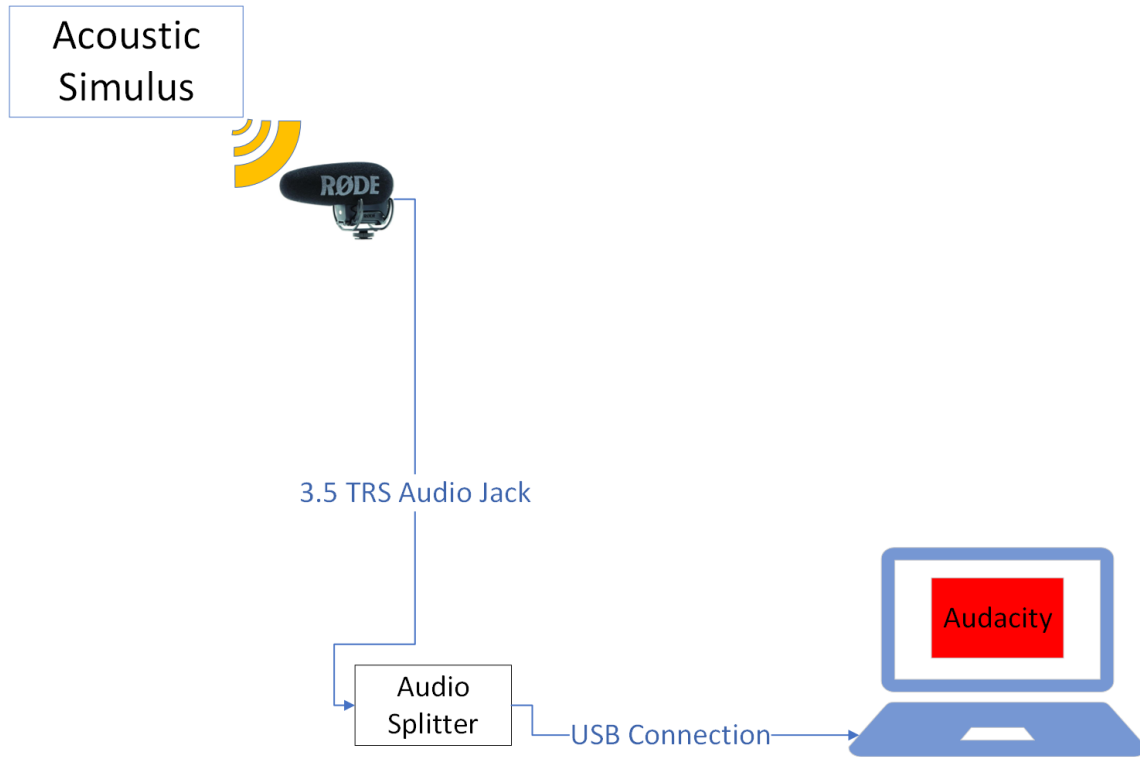 Acoustic
Simulus
RØDE
3.5 TRS Audio Jack
Audio
Splitter
USB Connection
Audacity